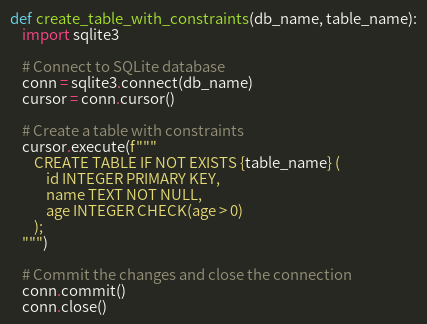 def create_table_with_constraints(db_name, table_name):
    import sqlite3

    # Connect to SQLite database
    conn = sqlite3.connect(db_name)
    cursor = conn.cursor()

    # Create a table with constraints
    cursor.execute(f"""
        CREATE TABLE IF NOT EXISTS {table_name} (
            id INTEGER PRIMARY KEY,
            name TEXT NOT NULL,
            age INTEGER CHECK(age > 0)
        );
    """)

    # Commit the changes and close the connection
    conn.commit()
    conn.close()